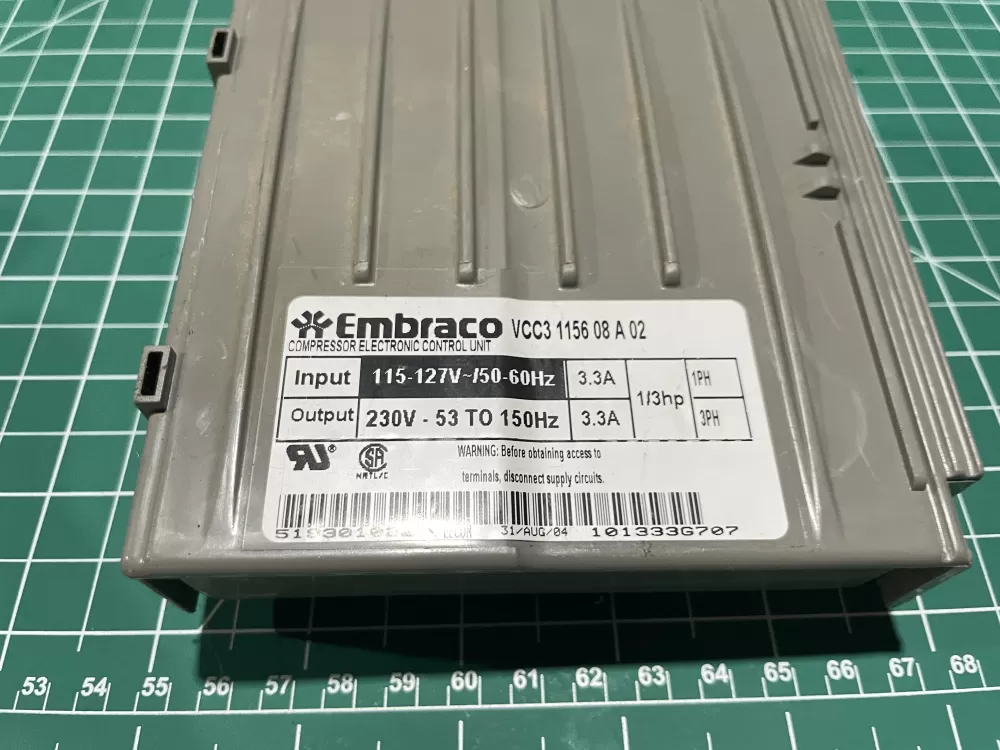 Embraco VCC3 1156 08 A 02
COMPRESSOR ELECTRONIC CONTROL UNIT
Input 115-127V~/50-60Hz 3.3A 1/3hp 1PH
Output 230V - 53 TO 150Hz 3.3A 3PH
WARNING: Before obtaining access to
terminals, disconnect supply circuits.
SA
NRTL/C
31/AUG/04 101333G707
53 54 55 56 57 58 59 60 61 62 63 64 65 66 67 68